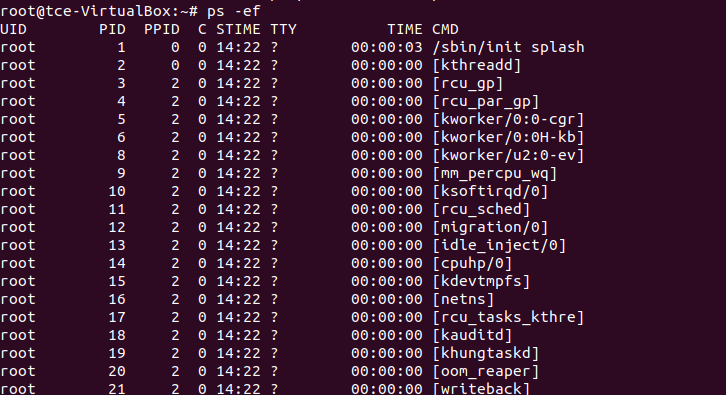 root@tce-VirtualBox:~# ps -ef
UID        PID  PPID  C STIME TTY          TIME CMD
root         1     0  0 14:22 ?        00:00:03 /sbin/init splash
root         2     0  0 14:22 ?        00:00:00 [kthreadd]
root         3     2  0 14:22 ?        00:00:00 [rcu_gp]
root         4     2  0 14:22 ?        00:00:00 [rcu_par_gp]
root         5     2  0 14:22 ?        00:00:00 [kworker/0:0-cgr]
root         6     2  0 14:22 ?        00:00:00 [kworker/0:0H-kb]
root         8     2  0 14:22 ?        00:00:00 [kworker/u2:0-ev]
root         9     2  0 14:22 ?        00:00:00 [mm_percpu_wq]
root        10     2  0 14:22 ?        00:00:00 [ksoftirqd/0]
root        11     2  0 14:22 ?        00:00:00 [rcu_sched]
root        12     2  0 14:22 ?        00:00:00 [migration/0]
root        13     2  0 14:22 ?        00:00:00 [idle_inject/0]
root        14     2  0 14:22 ?        00:00:00 [cpuhp/0]
root        15     2  0 14:22 ?        00:00:00 [kdevtmpfs]
root        16     2  0 14:22 ?        00:00:00 [netns]
root        17     2  0 14:22 ?        00:00:00 [rcu_tasks_kthre]
root        18     2  0 14:22 ?        00:00:00 [kauditd]
root        19     2  0 14:22 ?        00:00:00 [khungtaskd]
root        20     2  0 14:22 ?        00:00:00 [oom_reaper]
root        21     2  0 14:22 ?        00:00:00 [writeback]